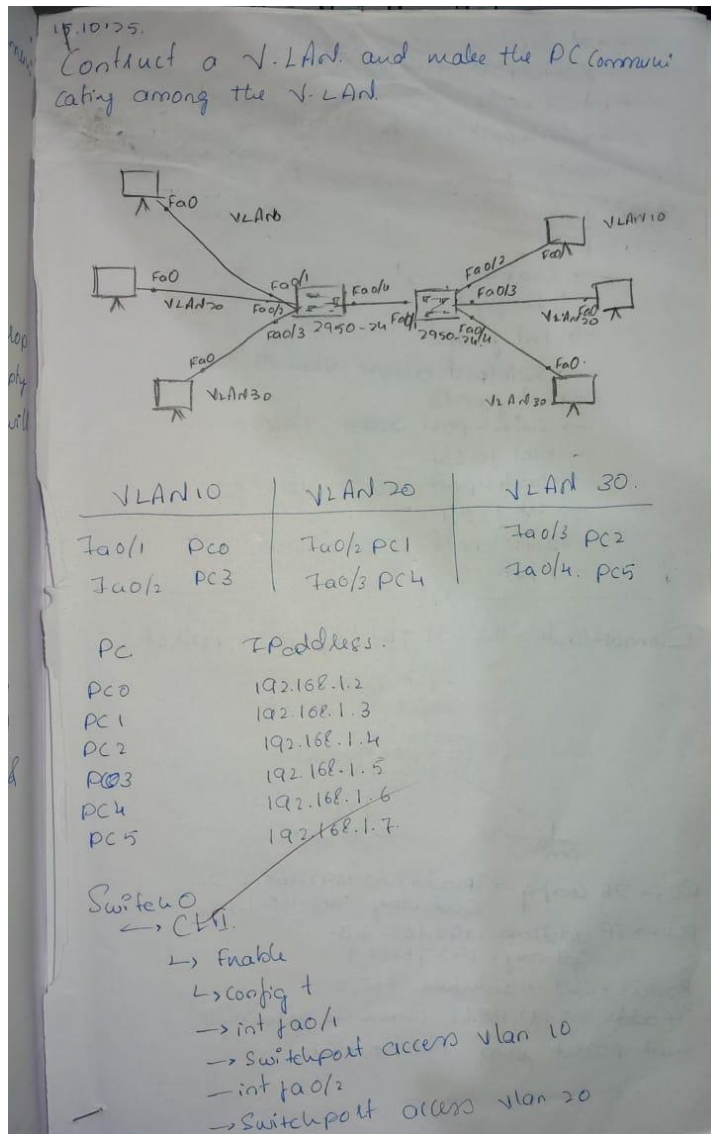 15.10.25.
Contruct a V.LAN. and make the PC Communi
cating among the V-LAN.
Fa0
VLAN
Fa0/2
Fa0/1
VLAN10
Fa0
VLAN20
Fa0/1
Fa0/2
Fa0/4
Fa0/1
Fa0/3
VLAN20
Fa0
Fa0/3
2950-24
2950-24
Fa0/4
Fa0
VLAN30
Fa0.
VLAN30
VLAN10
VLAN 20
VLAN 30.
Fa0/1 PC0
Fa0/2 PC1
Fa0/3 PC2
Fa0/2 PC3
Fa0/3 PC4
Fa0/4. PC5
PC
IPaddress.
PC0 192.168.1.2
PC1 192.168.1.3
PC2 192.168.1.4
PC3 192.168.1.5
PC4 192.168.1.6
PC5 192.168.1.7.
Switch0
↳ CLI.
↳ Enable
↳ config t
→ int fa0/1
→ Switchport access vlan 10
— int fa0/2
→ Switchport access vlan 20
will